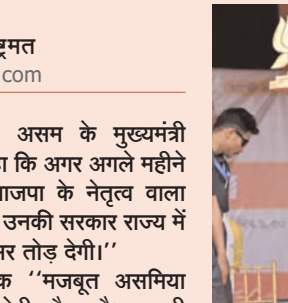 ष्ट्रमत
com
असम के मुख्यमंत्री
कि अगर अगले महीने
भाजपा के नेतृत्व वाला
उनकी सरकार राज्य में
तोड़ देगी।''
''मजबूत असमिया